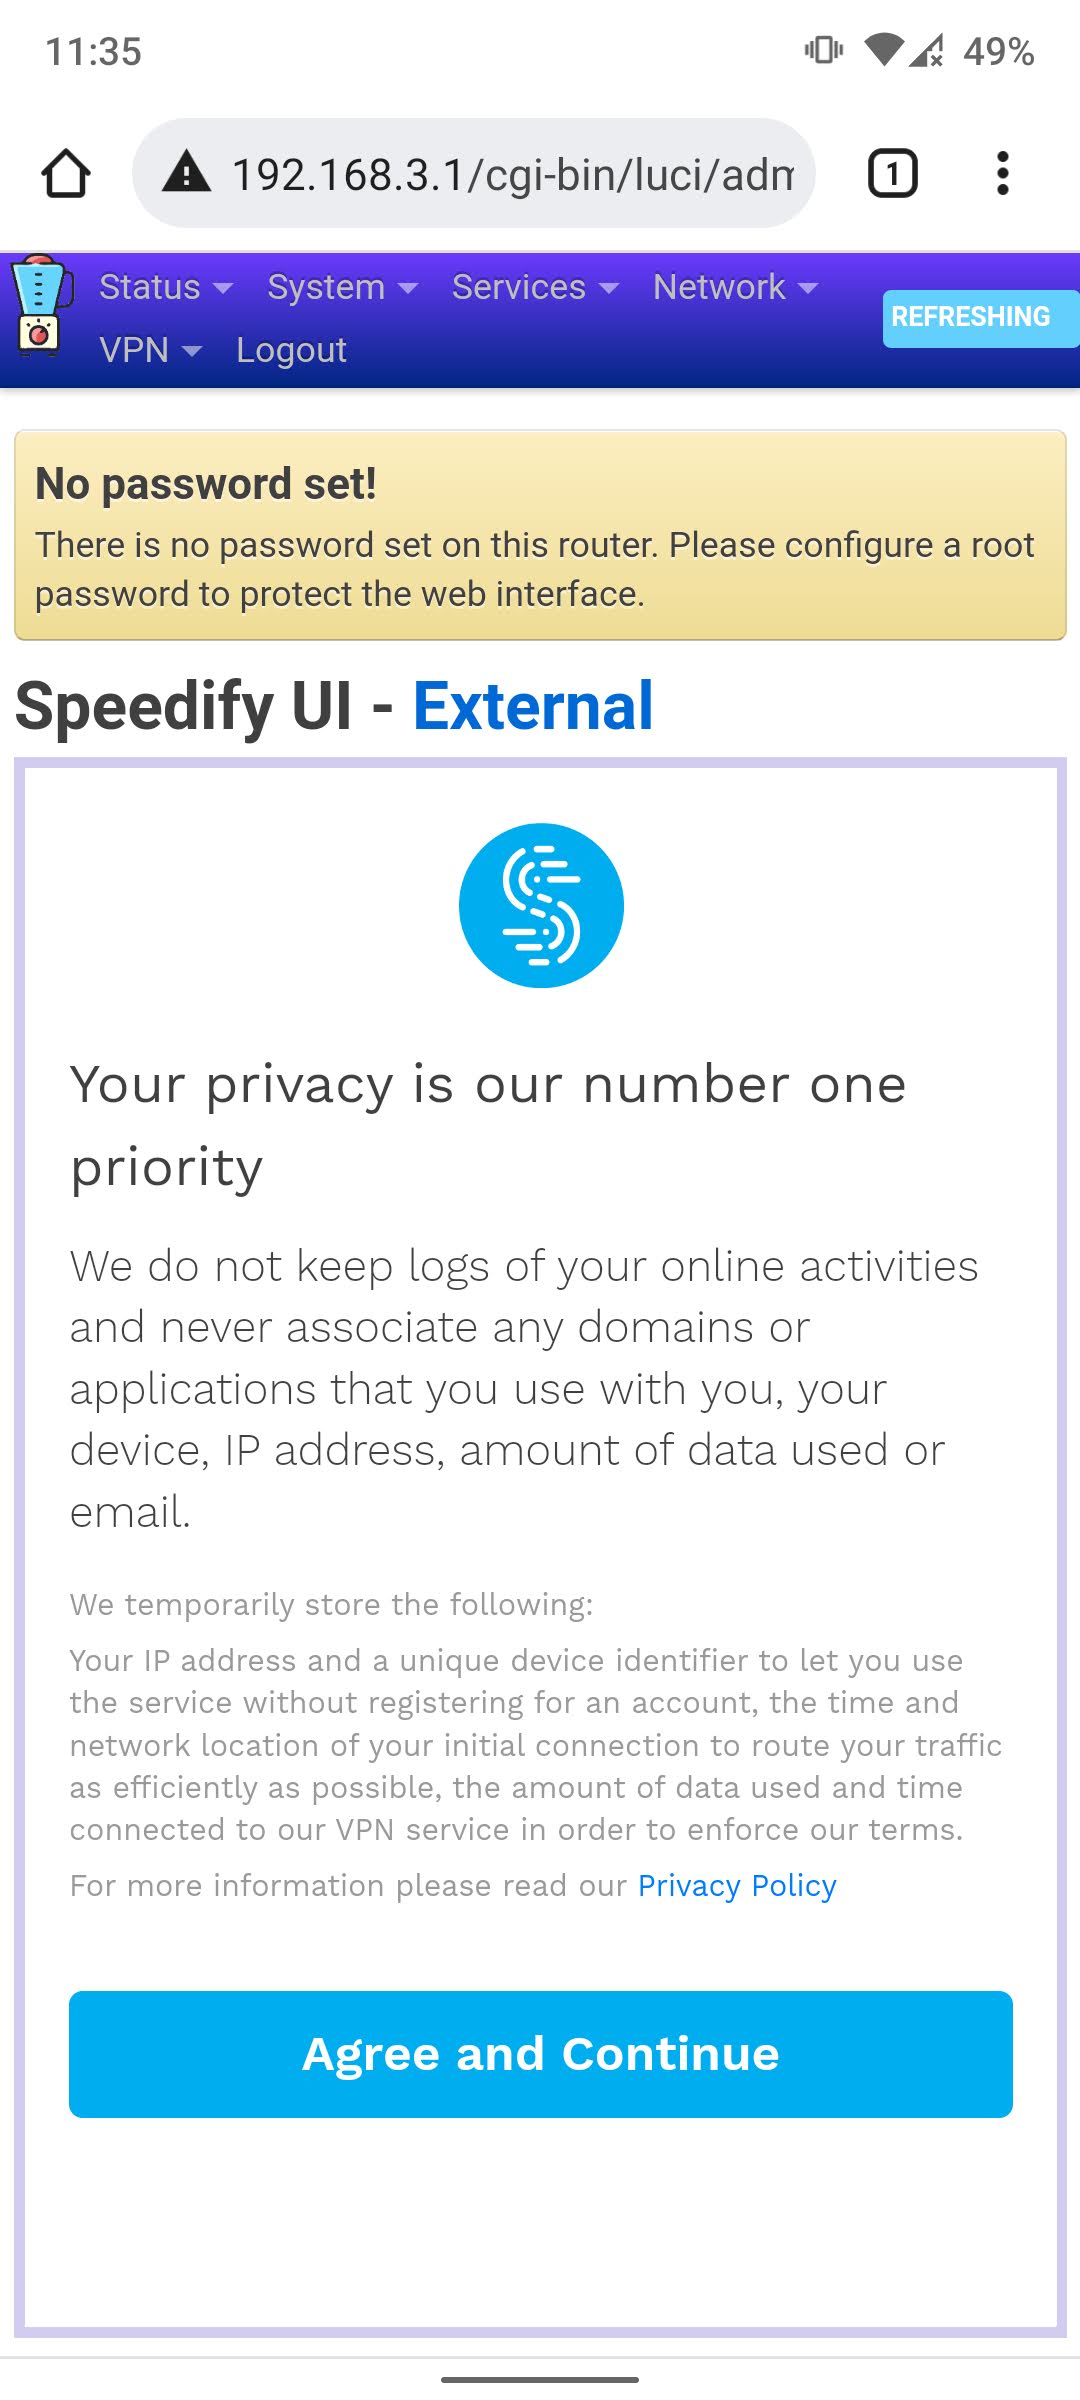 11:35
49%
192.168.3.1/cgi-bin/luci/adm
1
Status System Services Network
REFRESHING
VPN Logout
No password set!
There is no password set on this router. Please configure a root
password to protect the web interface.
Speedify UI - External
Your privacy is our number one
priority
We do not keep logs of your online activities
and never associate any domains or
applications that you use with you, your
device, IP address, amount of data used or
email.
We temporarily store the following:
Your IP address and a unique device identifier to let you use
the service without registering for an account, the time and
network location of your initial connection to route your traffic
as efficiently as possible, the amount of data used and time
connected to our VPN service in order to enforce our terms.
For more information please read our Privacy Policy
Agree and Continue